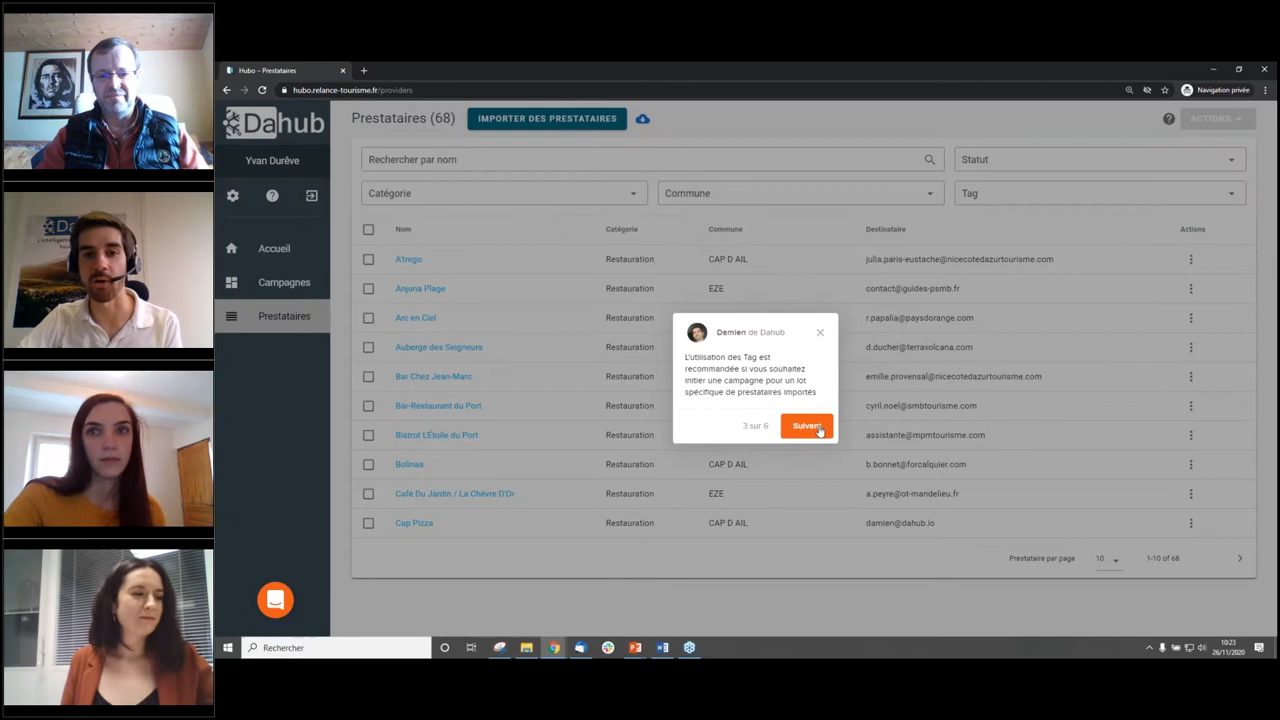 Hubo – Prestataires
hubo.relance-tourisme.fr/providers
Navigation privée
Dahub
Yvan Durêve
Accueil
Campagnes
Prestataires
Prestataires (68)
IMPORTER DES PRESTATAIRES
ACTIONS
Rechercher par nom
Statut
Catégorie
Commune
Tag
Nom Catégorie Commune Destinataire Actions
A'trego Restauration CAP D AIL julia.paris-eustache@nicecotedazurtourisme.com
Anjuna Plage Restauration EZE contact@guides-psmb.fr
Arc en Ciel Restauration r.papalia@paysdorange.com
Auberge des Seigneurs Restauration d.ducher@terravolcana.com
Bar Chez Jean-Marc Restauration emilie.provensal@nicecotedazurtourisme.com
Bar-Restaurant du Port Restauration cyril.noel@smbtourisme.com
Bistrot L'Étoile du Port Restauration assistante@mpmtourisme.com
Bolinas Restauration CAP D AIL b.bonnet@forcalquier.com
Café Du Jardin / La Chèvre D'Or Restauration EZE a.peyre@ot-mandelieu.fr
Cap Pizza Restauration CAP D AIL damien@dahub.io
Prestataire par page 10 1-10 of 68
Damien de Dahub
L'utilisation des Tag est
recommandée si vous souhaitez
initier une campagne pour un lot
spécifique de prestataires importés
3 sur 6
Suivant
Rechercher
10:23
26/11/2020